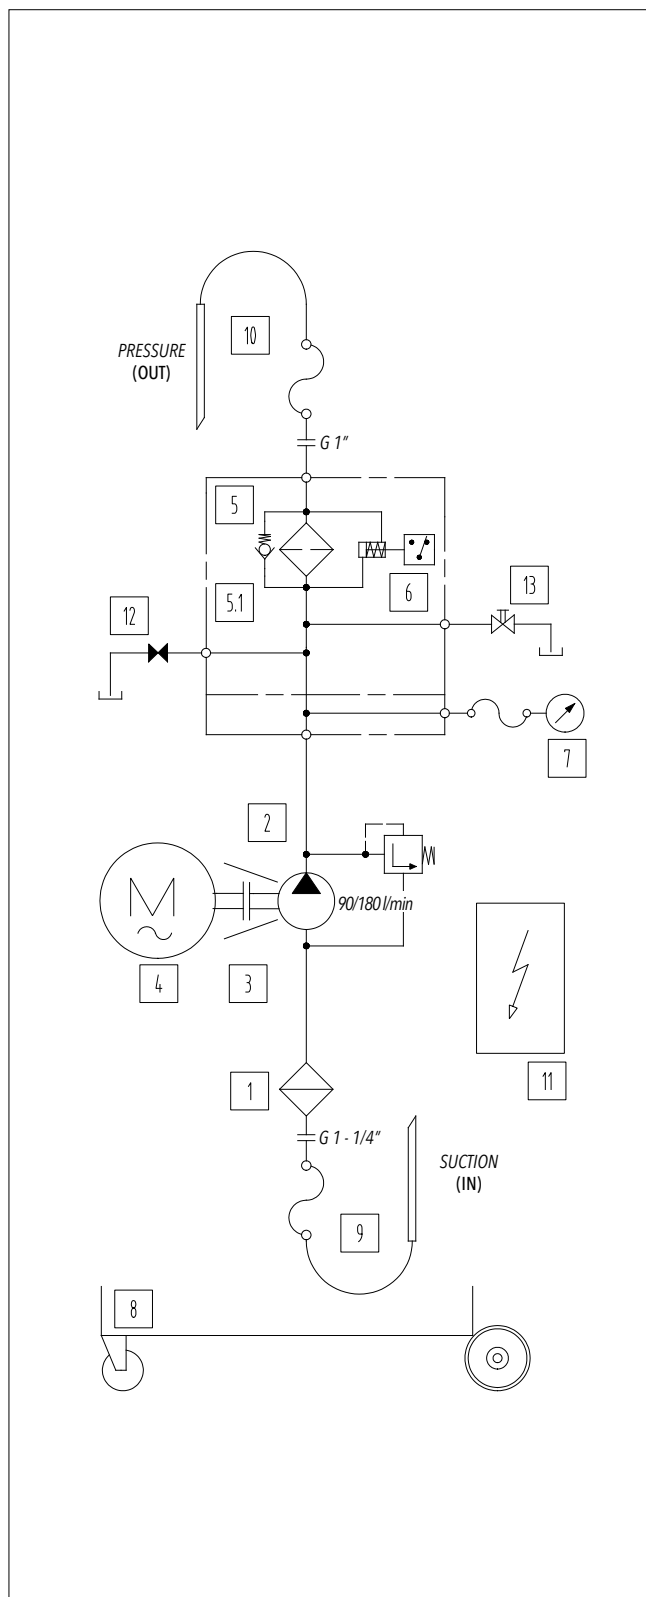 10
PRESSURE
(OUT)
G 1"
5
5.1
6
13
12
7
2
M
90/180 l/min
4
3
11
1
G 1 - 1/4"
SUCTION
(IN)
9
8